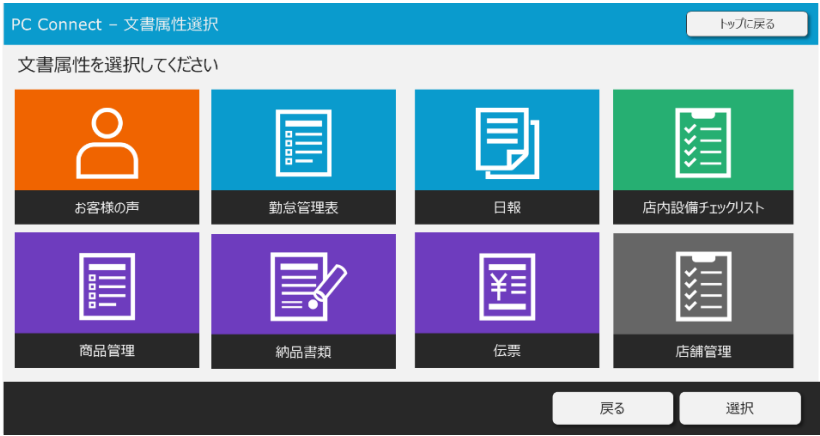 PC Connect – 文書属性選択
トップに戻る
文書属性を選択してください
お客様の声
勤怠管理表
日報
店内設備チェックリスト
商品管理
納品書類
¥
伝票
店舗管理
戻る
選択